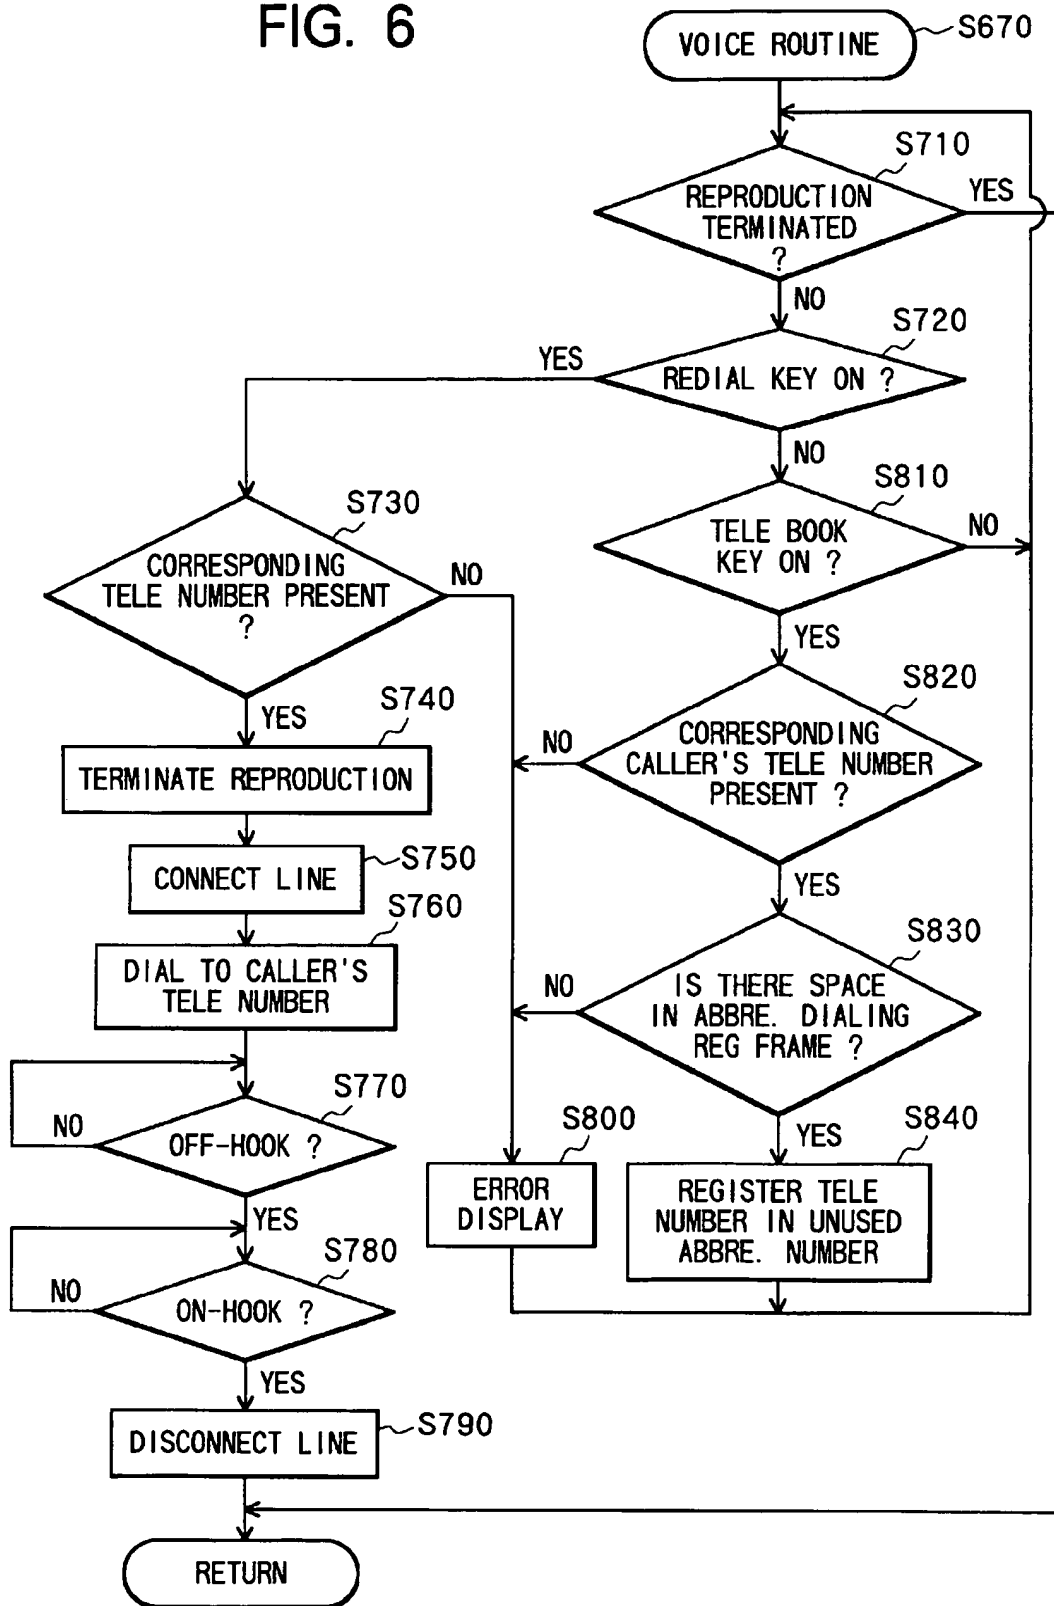 FIG. 6
VOICE ROUTINE
S670
S710
REPRODUCTION
TERMINATED
?
YES
NO
S720
REDIAL KEY ON ?
YES
NO
S810
TELE BOOK
KEY ON ?
NO
YES
S730
CORRESPONDING
TELE NUMBER PRESENT
?
NO
YES
S820
CORRESPONDING
CALLER'S TELE NUMBER
PRESENT ?
NO
YES
S740
TERMINATE REPRODUCTION
S750
CONNECT LINE
S760
DIAL TO CALLER'S
TELE NUMBER
S830
IS THERE SPACE
IN ABBRE. DIALING
REG FRAME ?
NO
YES
S770
OFF-HOOK ?
NO
YES
S800
ERROR
DISPLAY
S840
REGISTER TELE
NUMBER IN UNUSED
ABBRE. NUMBER
S780
ON-HOOK ?
NO
YES
S790
DISCONNECT LINE
RETURN